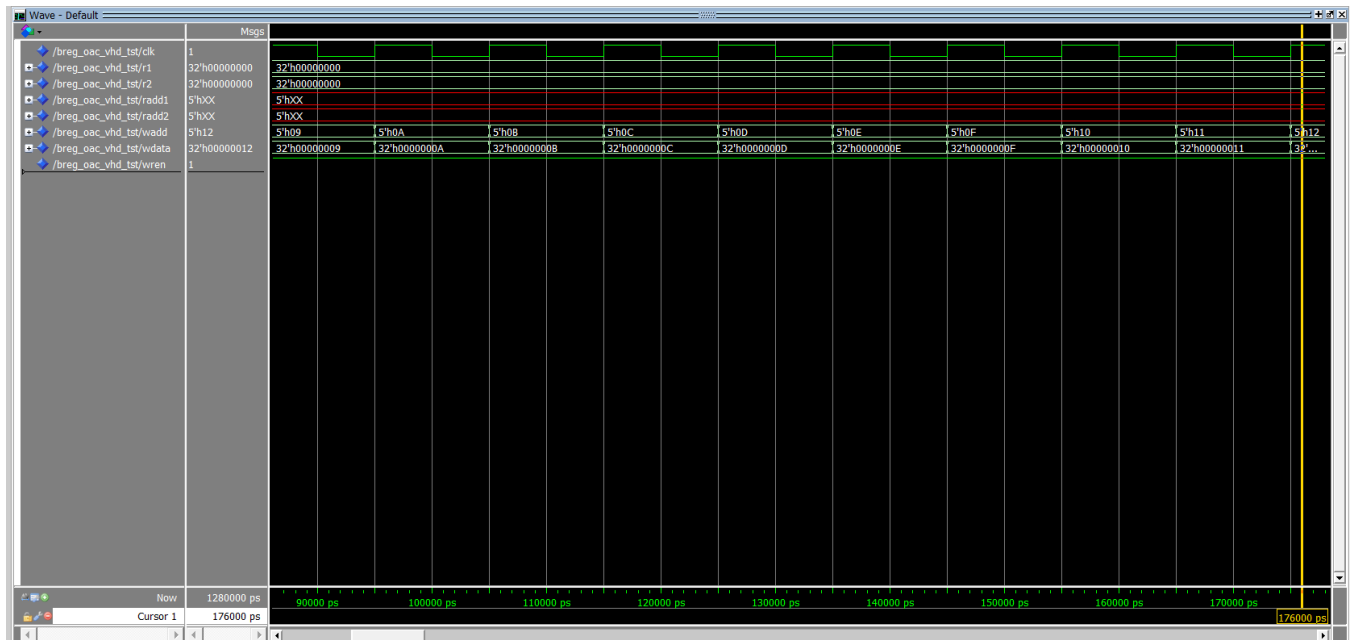 Wave - Default
Msgs
/breg_oac_vhd_tst/clk 1
/breg_oac_vhd_tst/r1 32'h00000000 32'h00000000
/breg_oac_vhd_tst/r2 32'h00000000 32'h00000000
/breg_oac_vhd_tst/radd1 5'hXX 5'hXX
/breg_oac_vhd_tst/radd2 5'hXX 5'hXX
/breg_oac_vhd_tst/wadd 5'h12 5'h09 5'h0A 5'h0B 5'h0C 5'h0D 5'h0E 5'h0F 5'h10 5'h11 5'h12
/breg_oac_vhd_tst/wdata 32'h00000012 32'h00000009 32'h0000000A 32'h0000000B 32'h0000000C 32'h0000000D 32'h0000000E 32'h0000000F 32'h00000010 32'h00000011 32'...
/breg_oac_vhd_tst/wren 1
Now 1280000 ps 90000 ps 100000 ps 110000 ps 120000 ps 130000 ps 140000 ps 150000 ps 160000 ps 170000 ps
Cursor 1 176000 ps 176000 ps